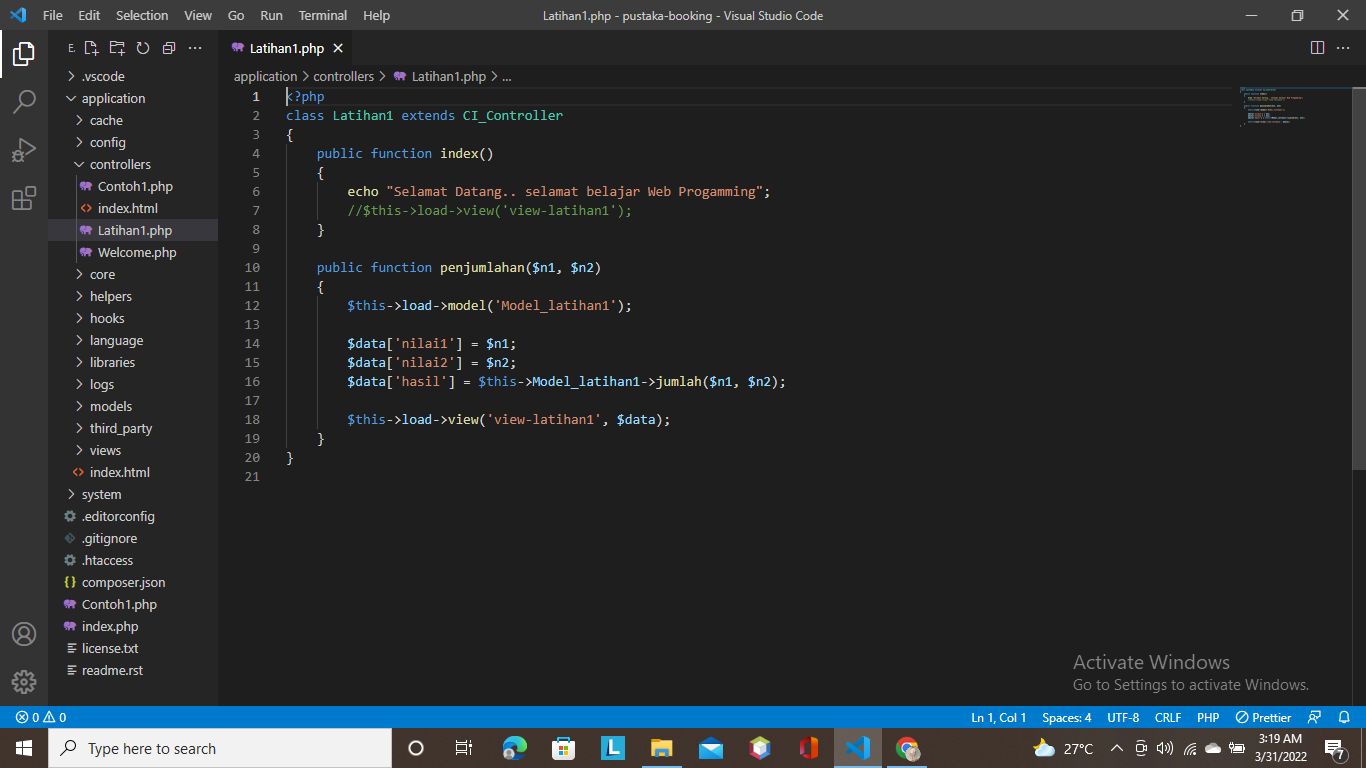 File Edit Selection View Go Run Terminal Help Latihan1.php - pustaka-booking - Visual Studio Code
E.
.vscode
application
cache
config
controllers
Contoh1.php
index.html
Latihan1.php
Welcome.php
core
helpers
hooks
language
libraries
logs
models
third_party
views
index.html
system
.editorconfig
.gitignore
.htaccess
composer.json
Contoh1.php
index.php
license.txt
readme.rst
Latihan1.php
application > controllers > Latihan1.php > ...
1 <?php
2 class Latihan1 extends CI_Controller
3 {
4 public function index()
5 {
6 echo "Selamat Datang.. selamat belajar Web Progamming";
7 //$this->load->view('view-latihan1');
8 }
9
10 public function penjumlahan($n1, $n2)
11 {
12 $this->load->model('Model_latihan1');
13
14 $data['nilai1'] = $n1;
15 $data['nilai2'] = $n2;
16 $data['hasil'] = $this->Model_latihan1->jumlah($n1, $n2);
17
18 $this->load->view('view-latihan1', $data);
19 }
20 }
21
Activate Windows
Go to Settings to activate Windows.
0 0 Ln 1, Col 1 Spaces: 4 UTF-8 CRLF PHP Prettier
Type here to search
L
27°C
3:19 AM
3/31/2022
7